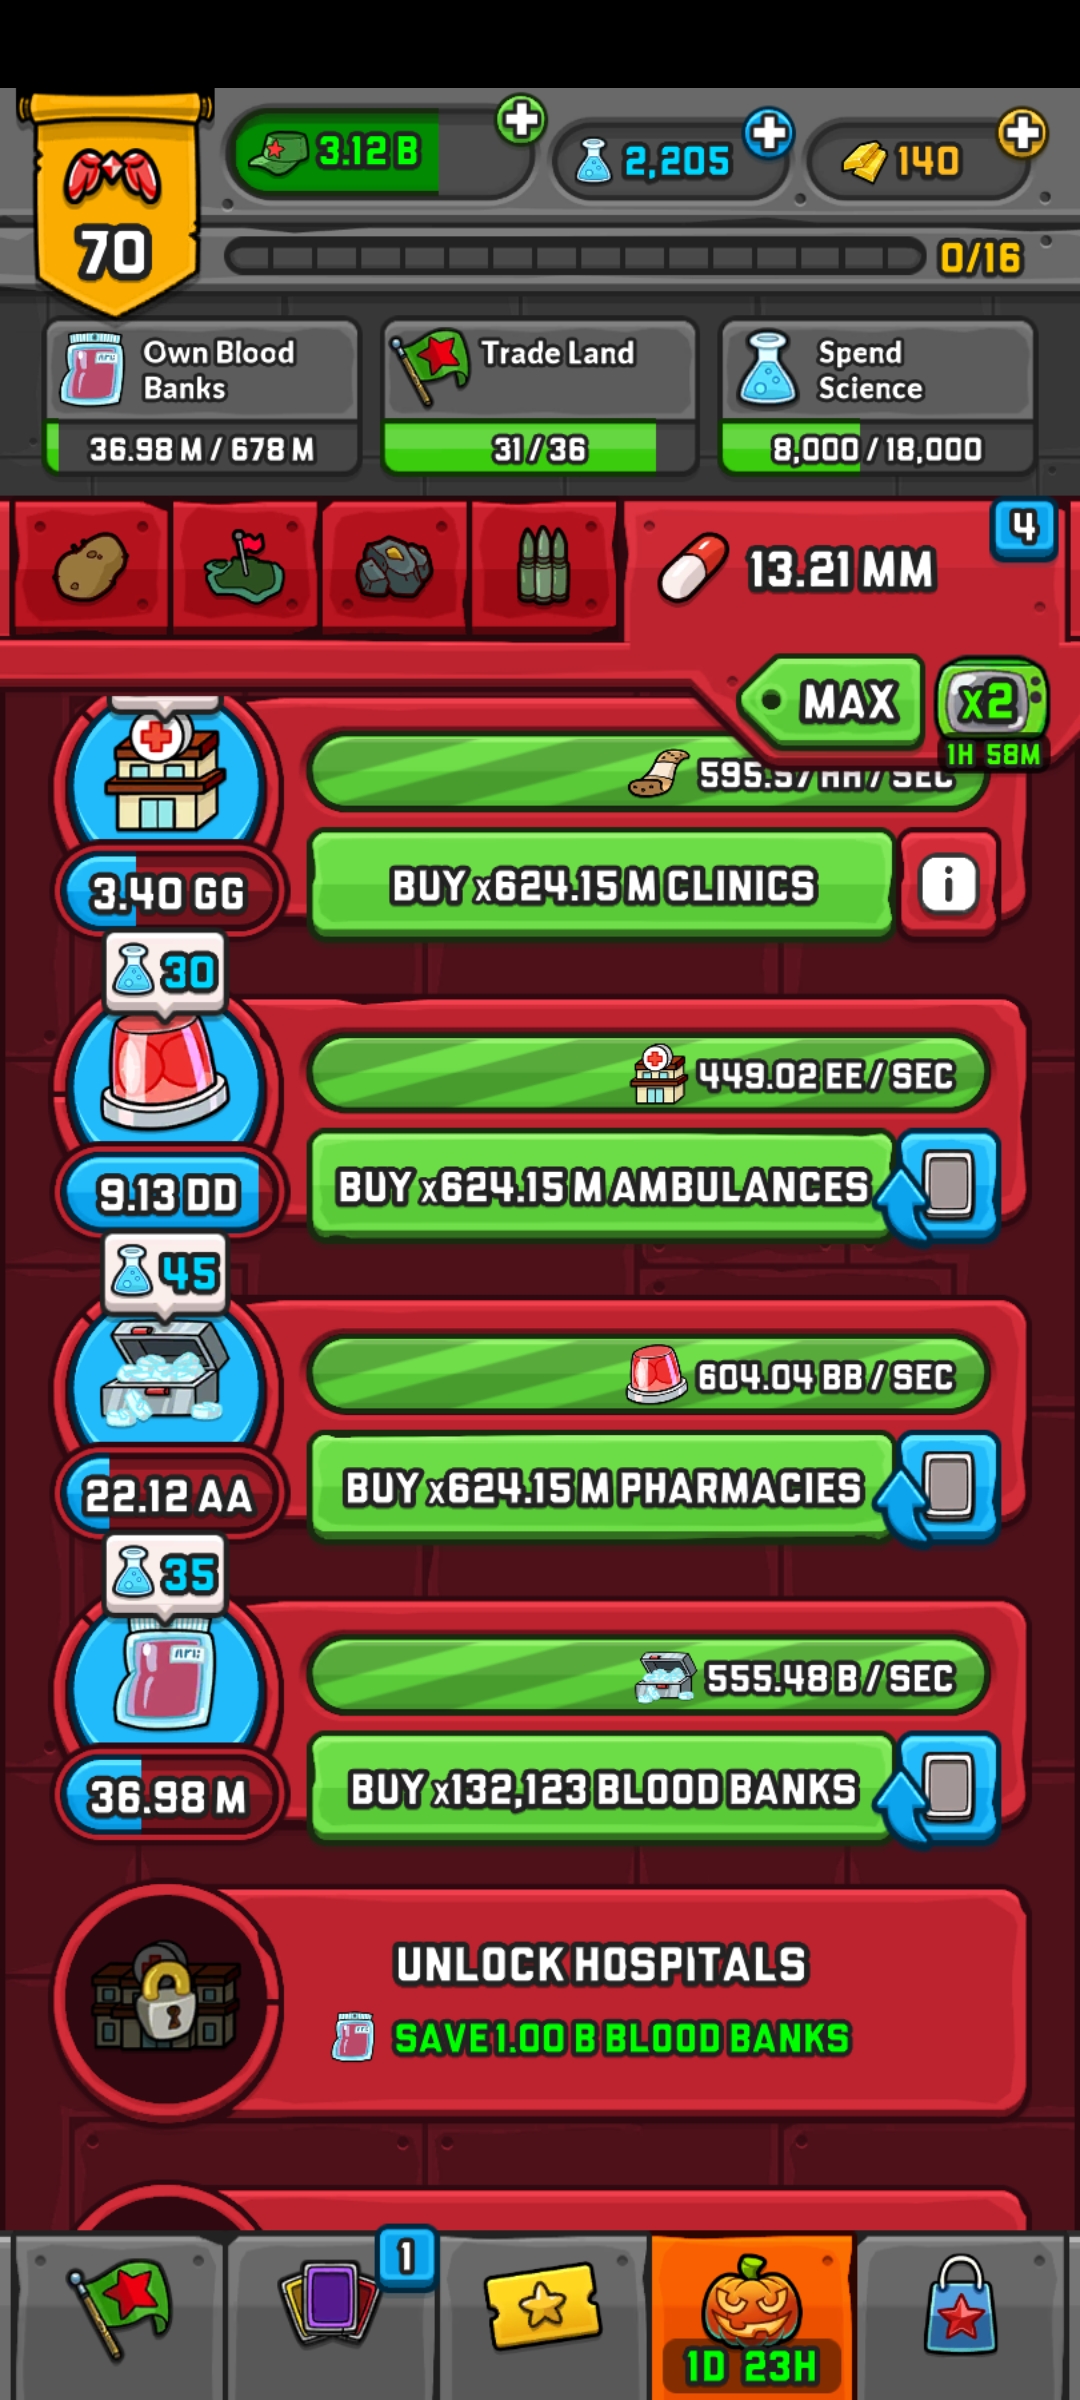 70
3.12 B
2,205
140
0/16
Own Blood Banks
36.98 M / 678 M
Trade Land
31 / 36
Spend Science
8,000 / 18,000
13.21 MM
4
MAX
x2
1H 58M
595.57 HH / SEC
3.40 GG
BUY x624.15 M CLINICS
i
30
449.02 EE / SEC
9.13 DD
BUY x624.15 M AMBULANCES
45
604.04 BB / SEC
22.12 AA
BUY x624.15 M PHARMACIES
35
555.48 B / SEC
36.98 M
BUY x132,123 BLOOD BANKS
UNLOCK HOSPITALS
SAVE 1.00 B BLOOD BANKS
1
1D 23H